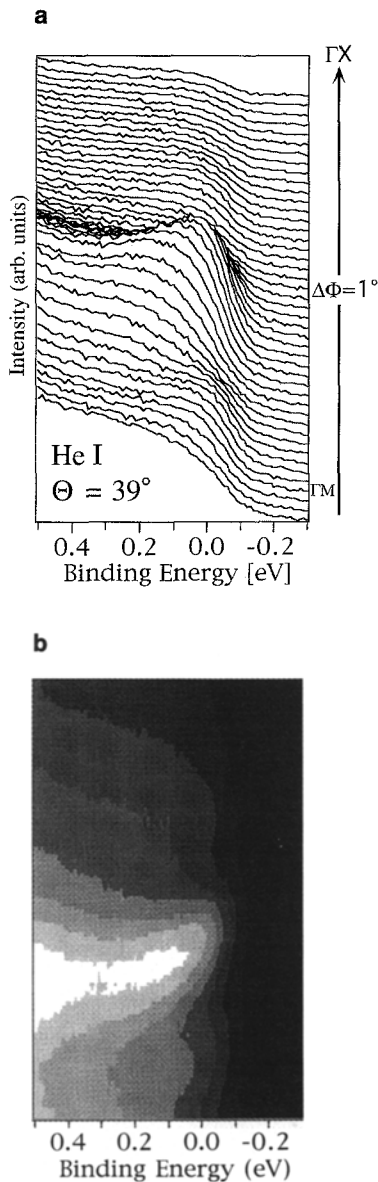 a
ΓX
Intensity (arb. units)
ΔΦ=1°
He I
Θ = 39°
ΓM
0.4 0.2 0.0 -0.2
Binding Energy [eV]
b
0.4 0.2 0.0 -0.2
Binding Energy (eV)